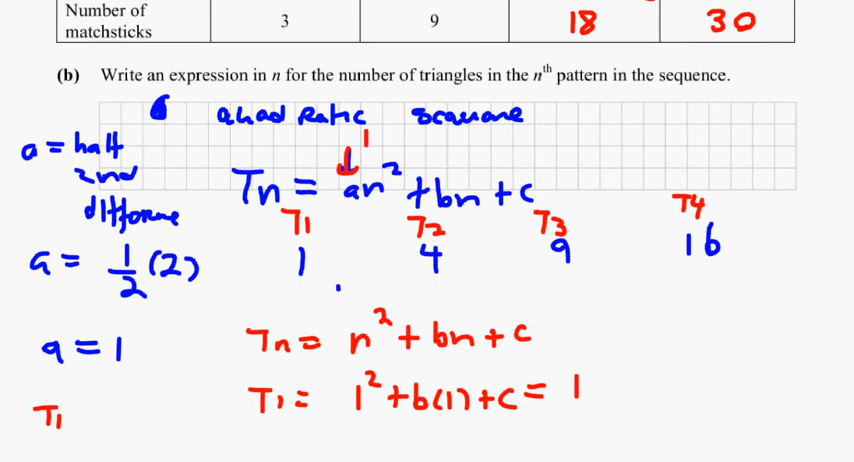 Number of matchsticks 3 9 18 30
(b) Write an expression in n for the number of triangles in the nth pattern in the sequence.
quadratic square
a = half 2nd difference
1
Tn = an² + bn + c
T1 T2 T3 T4
1 4 9 16
a = 1/2 (2)
a = 1
Tn = n² + bn + c
T1 = 1² + b(1) + c = 1
T1